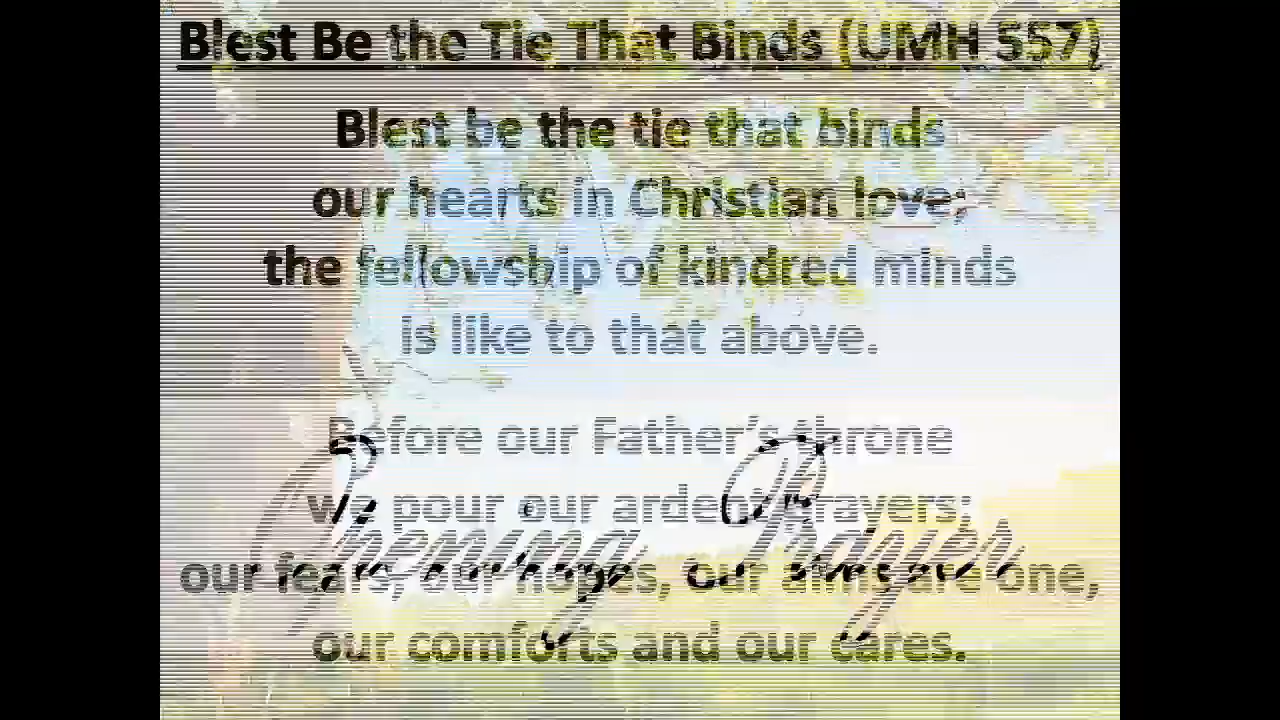 Blest Be the Tie That Binds (UMH 557)
Blest be the tie that binds
our hearts in Christian love;
the fellowship of kindred minds
is like to that above.
Before our Father's throne
we pour our ardent prayers;
our fears, our hopes, our aims are one,
our comforts and our cares.
Opening Prayer